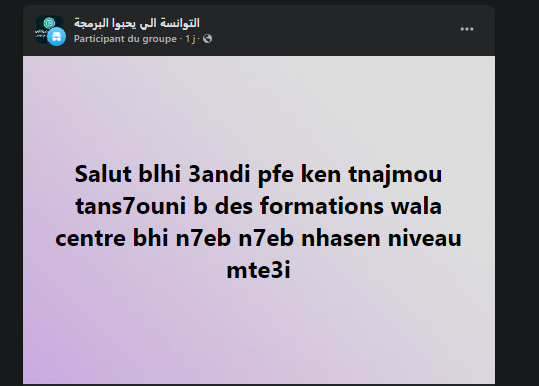 التوانسة الي يحبوا البرمجة
Participant du groupe · 1 j ·
Salut blhi 3andi pfe ken tnajmou
tans7ouni b des formations wala
centre bhi n7eb n7eb nhasen niveau
mte3i